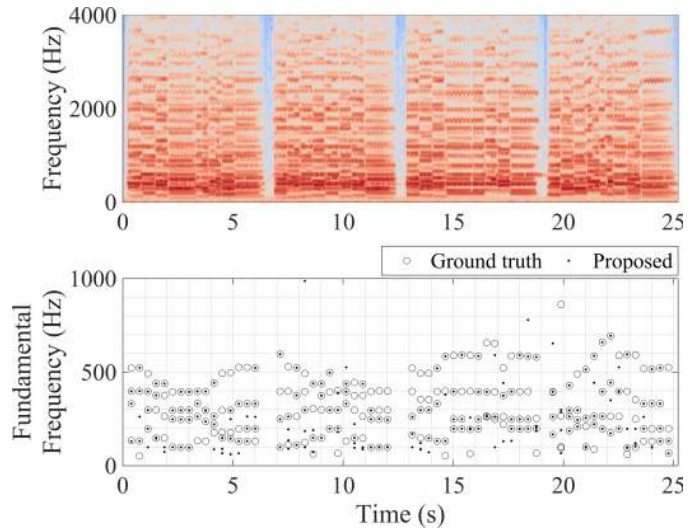 4000
2000
0
Frequency (Hz)
0 5 10 15 20 25
Ground truth Proposed
1000
500
0
Fundamental
Frequency (Hz)
0 5 10 15 20 25
Time (s)